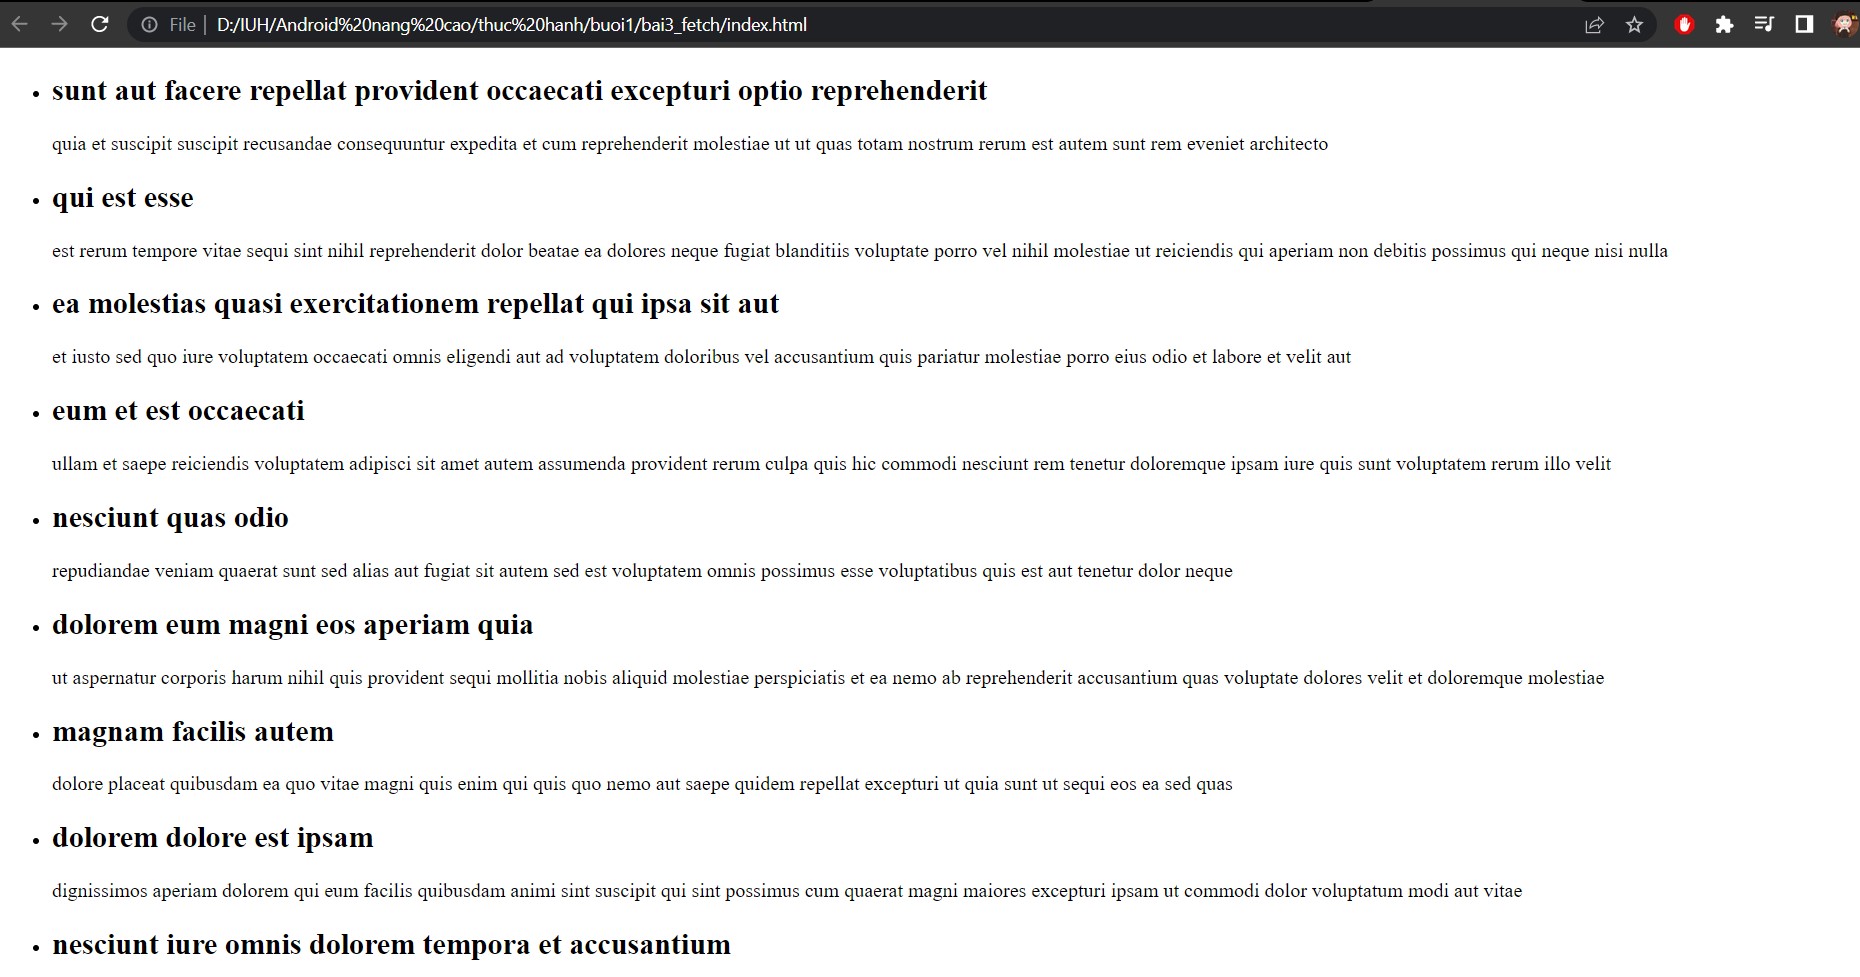 File | D:/IUH/Android%20nang%20cao/thuc%20hanh/buoi1/bai3_fetch/index.html
• sunt aut facere repellat provident occaecati excepturi optio reprehenderit
quia et suscipit suscipit recusandae consequuntur expedita et cum reprehenderit molestiae ut ut quas totam nostrum rerum est autem sunt rem eveniet architecto
• qui est esse
est rerum tempore vitae sequi sint nihil reprehenderit dolor beatae ea dolores neque fugiat blanditiis voluptate porro vel nihil molestiae ut reiciendis qui aperiam non debitis possimus qui neque nisi nulla
• ea molestias quasi exercitationem repellat qui ipsa sit aut
et iusto sed quo iure voluptatem occaecati omnis eligendi aut ad voluptatem doloribus vel accusantium quis pariatur molestiae porro eius odio et labore et velit aut
• eum et est occaecati
ullam et saepe reiciendis voluptatem adipisci sit amet autem assumenda provident rerum culpa quis hic commodi nesciunt rem tenetur doloremque ipsam iure quis sunt voluptatem rerum illo velit
• nesciunt quas odio
repudiandae veniam quaerat sunt sed alias aut fugiat sit autem sed est voluptatem omnis possimus esse voluptatibus quis est aut tenetur dolor neque
• dolorem eum magni eos aperiam quia
ut aspernatur corporis harum nihil quis provident sequi mollitia nobis aliquid molestiae perspiciatis et ea nemo ab reprehenderit accusantium quas voluptate dolores velit et doloremque molestiae
• magnam facilis autem
dolore placeat quibusdam ea quo vitae magni quis enim qui quis quo nemo aut saepe quidem repellat excepturi ut quia sunt ut sequi eos ea sed quas
• dolorem dolore est ipsam
dignissimos aperiam dolorem qui eum facilis quibusdam animi sint suscipit qui sint possimus cum quaerat magni maiores excepturi ipsam ut commodi dolor voluptatum modi aut vitae
• nesciunt iure omnis dolorem tempora et accusantium